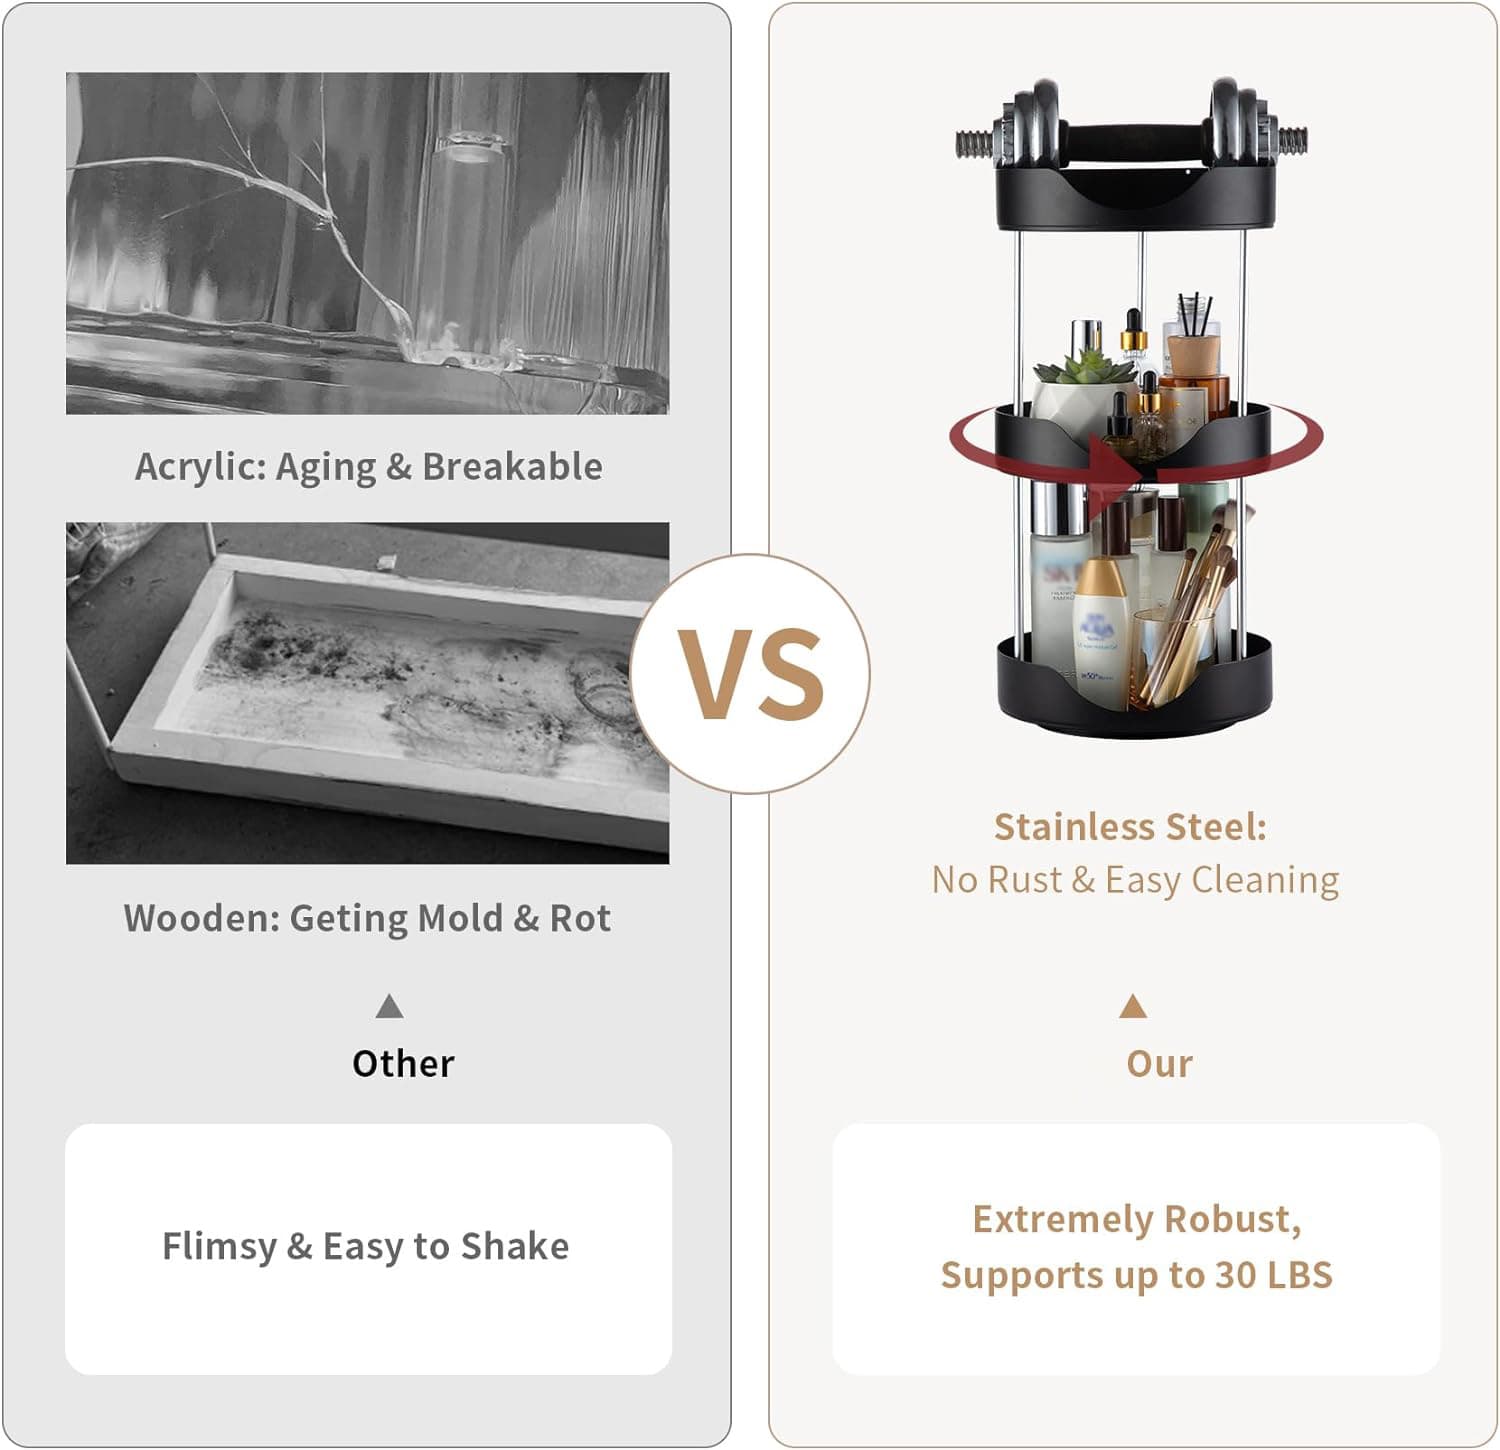 Acrylic: Aging & Breakable
Wooden: Geting Mold & Rot
Other
Flimsy & Easy to Shake
VS
Stainless Steel:
No Rust & Easy Cleaning
Our
Extremely Robust,
Supports up to 30 LBS